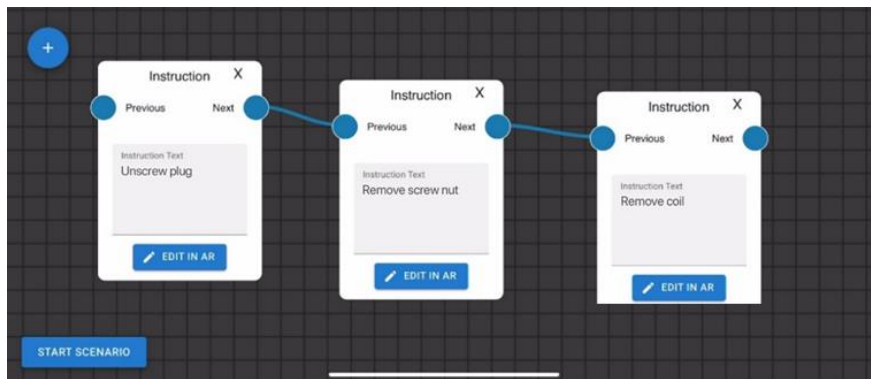 +
Instruction X
Previous Next
Instruction Text
Unscrew plug
EDIT IN AR
Instruction X
Previous Next
Instruction Text
Remove screw nut
EDIT IN AR
Instruction X
Previous Next
Instruction Text
Remove coil
EDIT IN AR
START SCENARIO